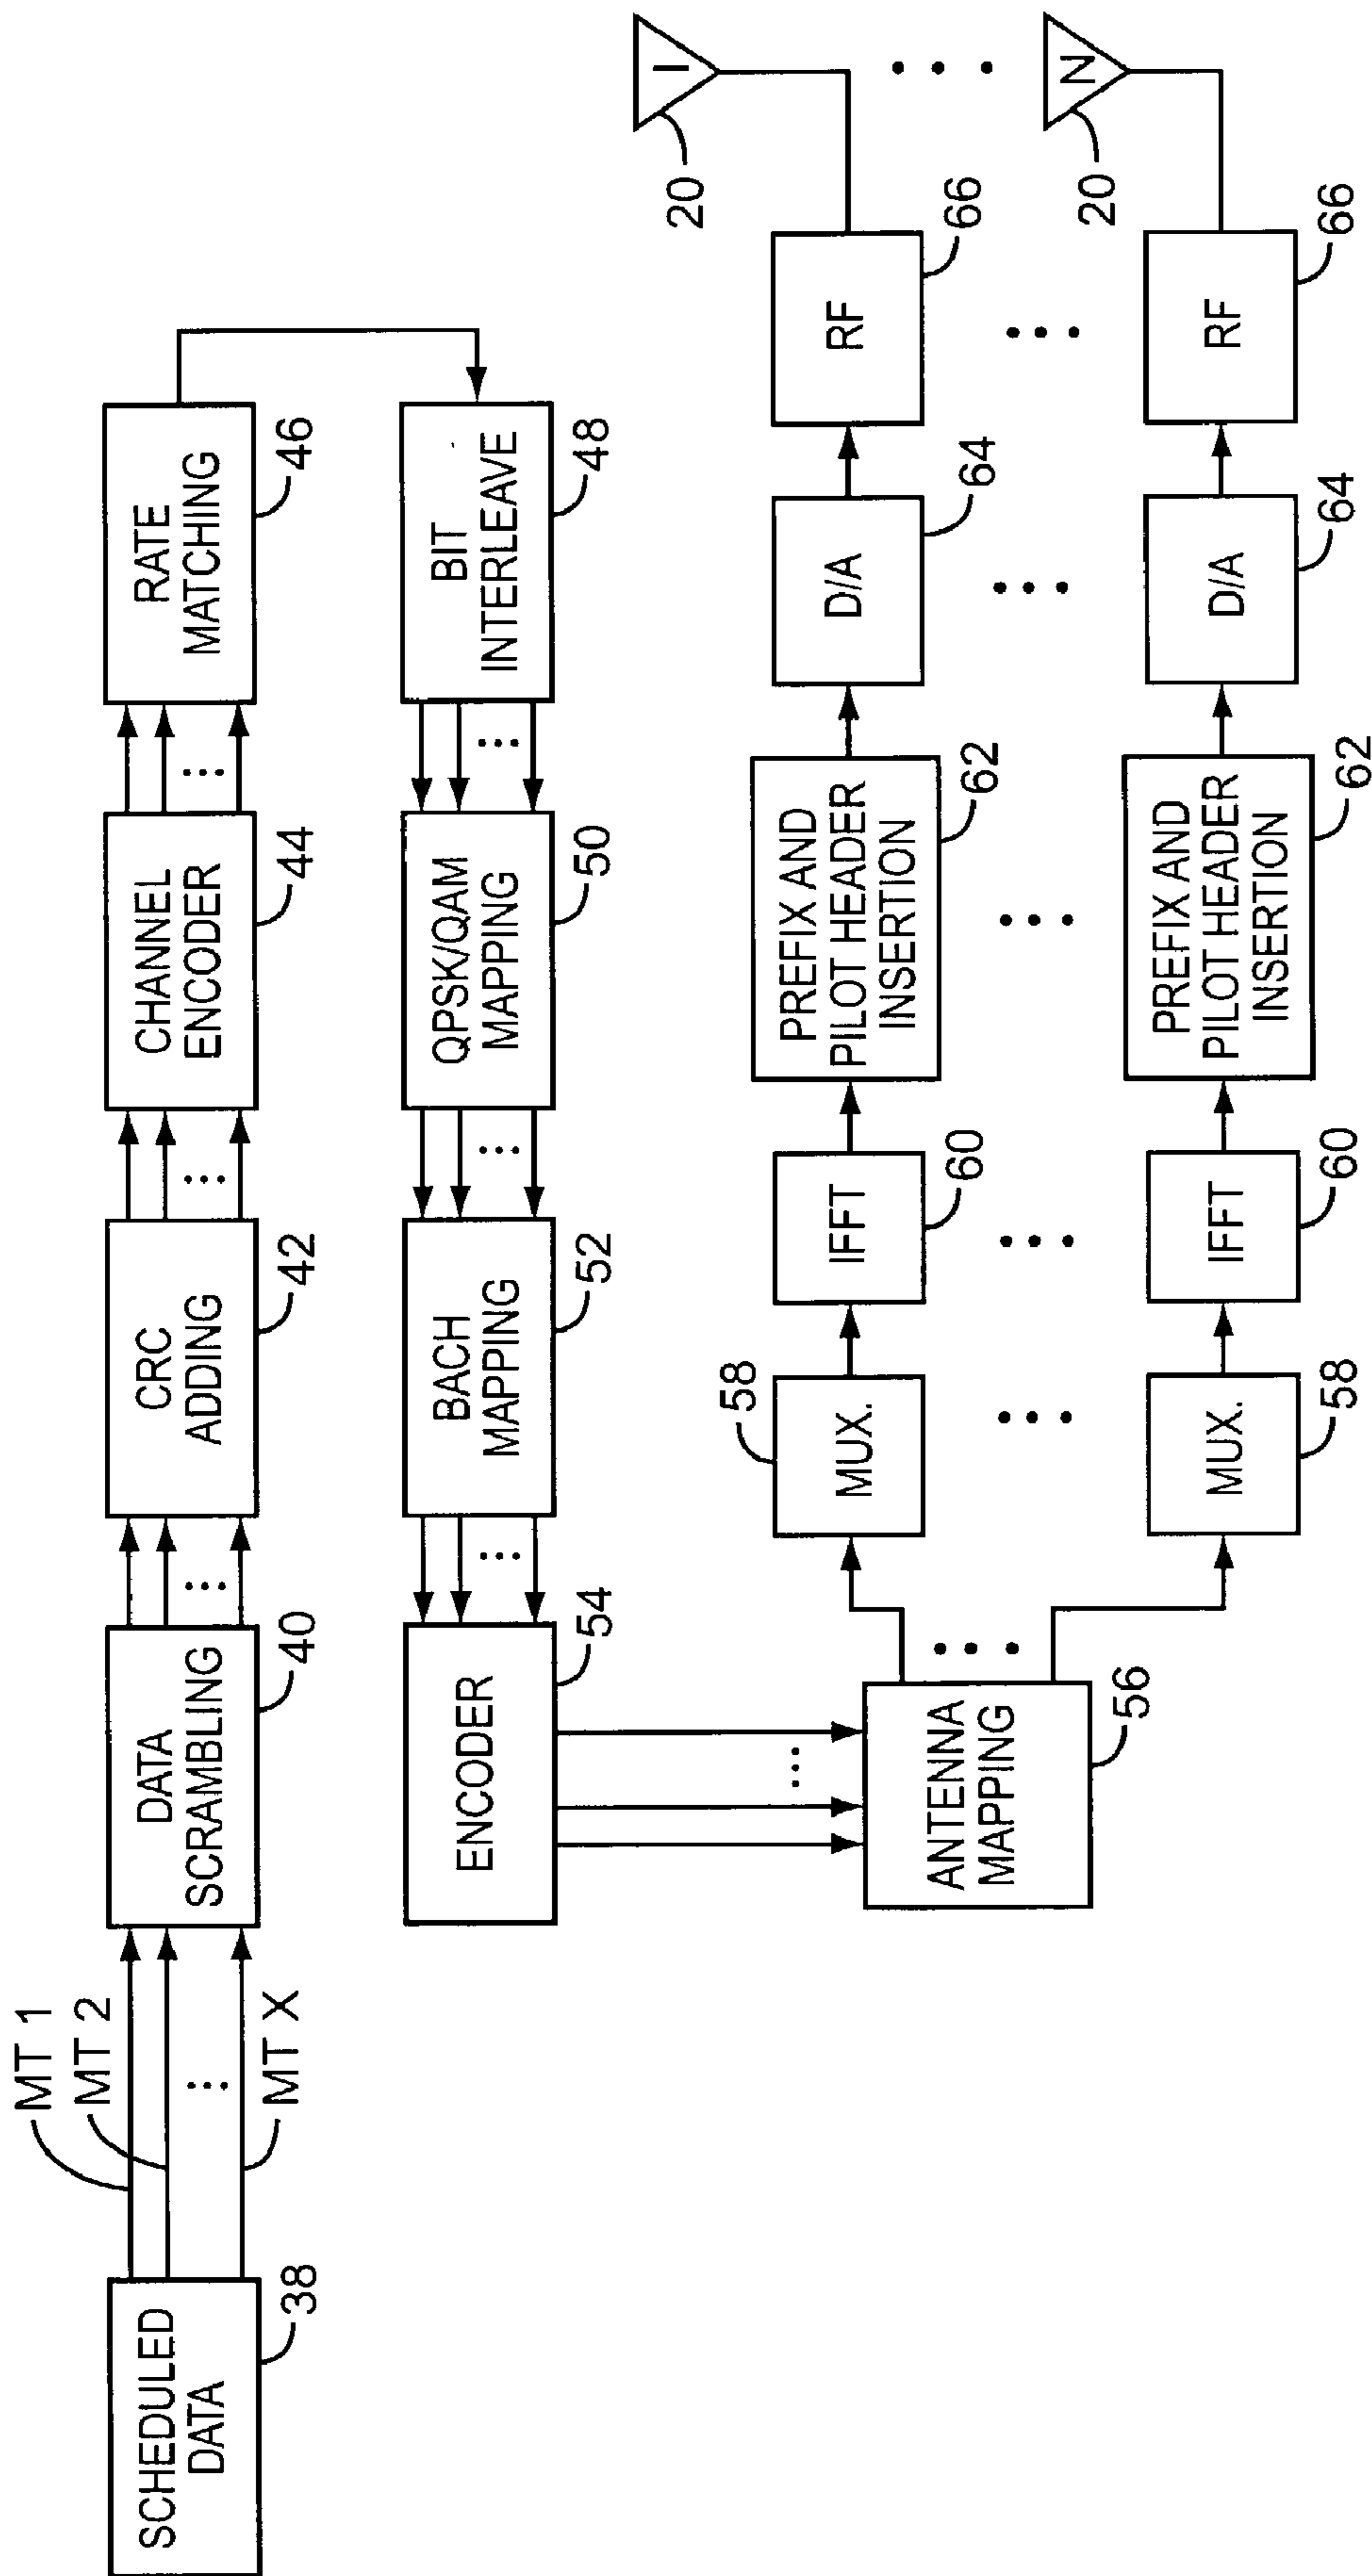 MT 1
MT 2
⋮
MT X
SCHEDULED
DATA
38
DATA
SCRAMBLING
40
CRC
ADDING
42
CHANNEL
ENCODER
44
RATE
MATCHING
46
BIT
INTERLEAVE
48
QPSK/QAM
MAPPING
50
BACH
MAPPING
52
ENCODER
54
ANTENNA
MAPPING
56
MUX.
58
IFFT
60
PREFIX AND
PILOT HEADER
INSERTION
62
D/A
64
RF
66
I
20
MUX.
58
IFFT
60
PREFIX AND
PILOT HEADER
INSERTION
62
D/A
64
RF
66
N
20